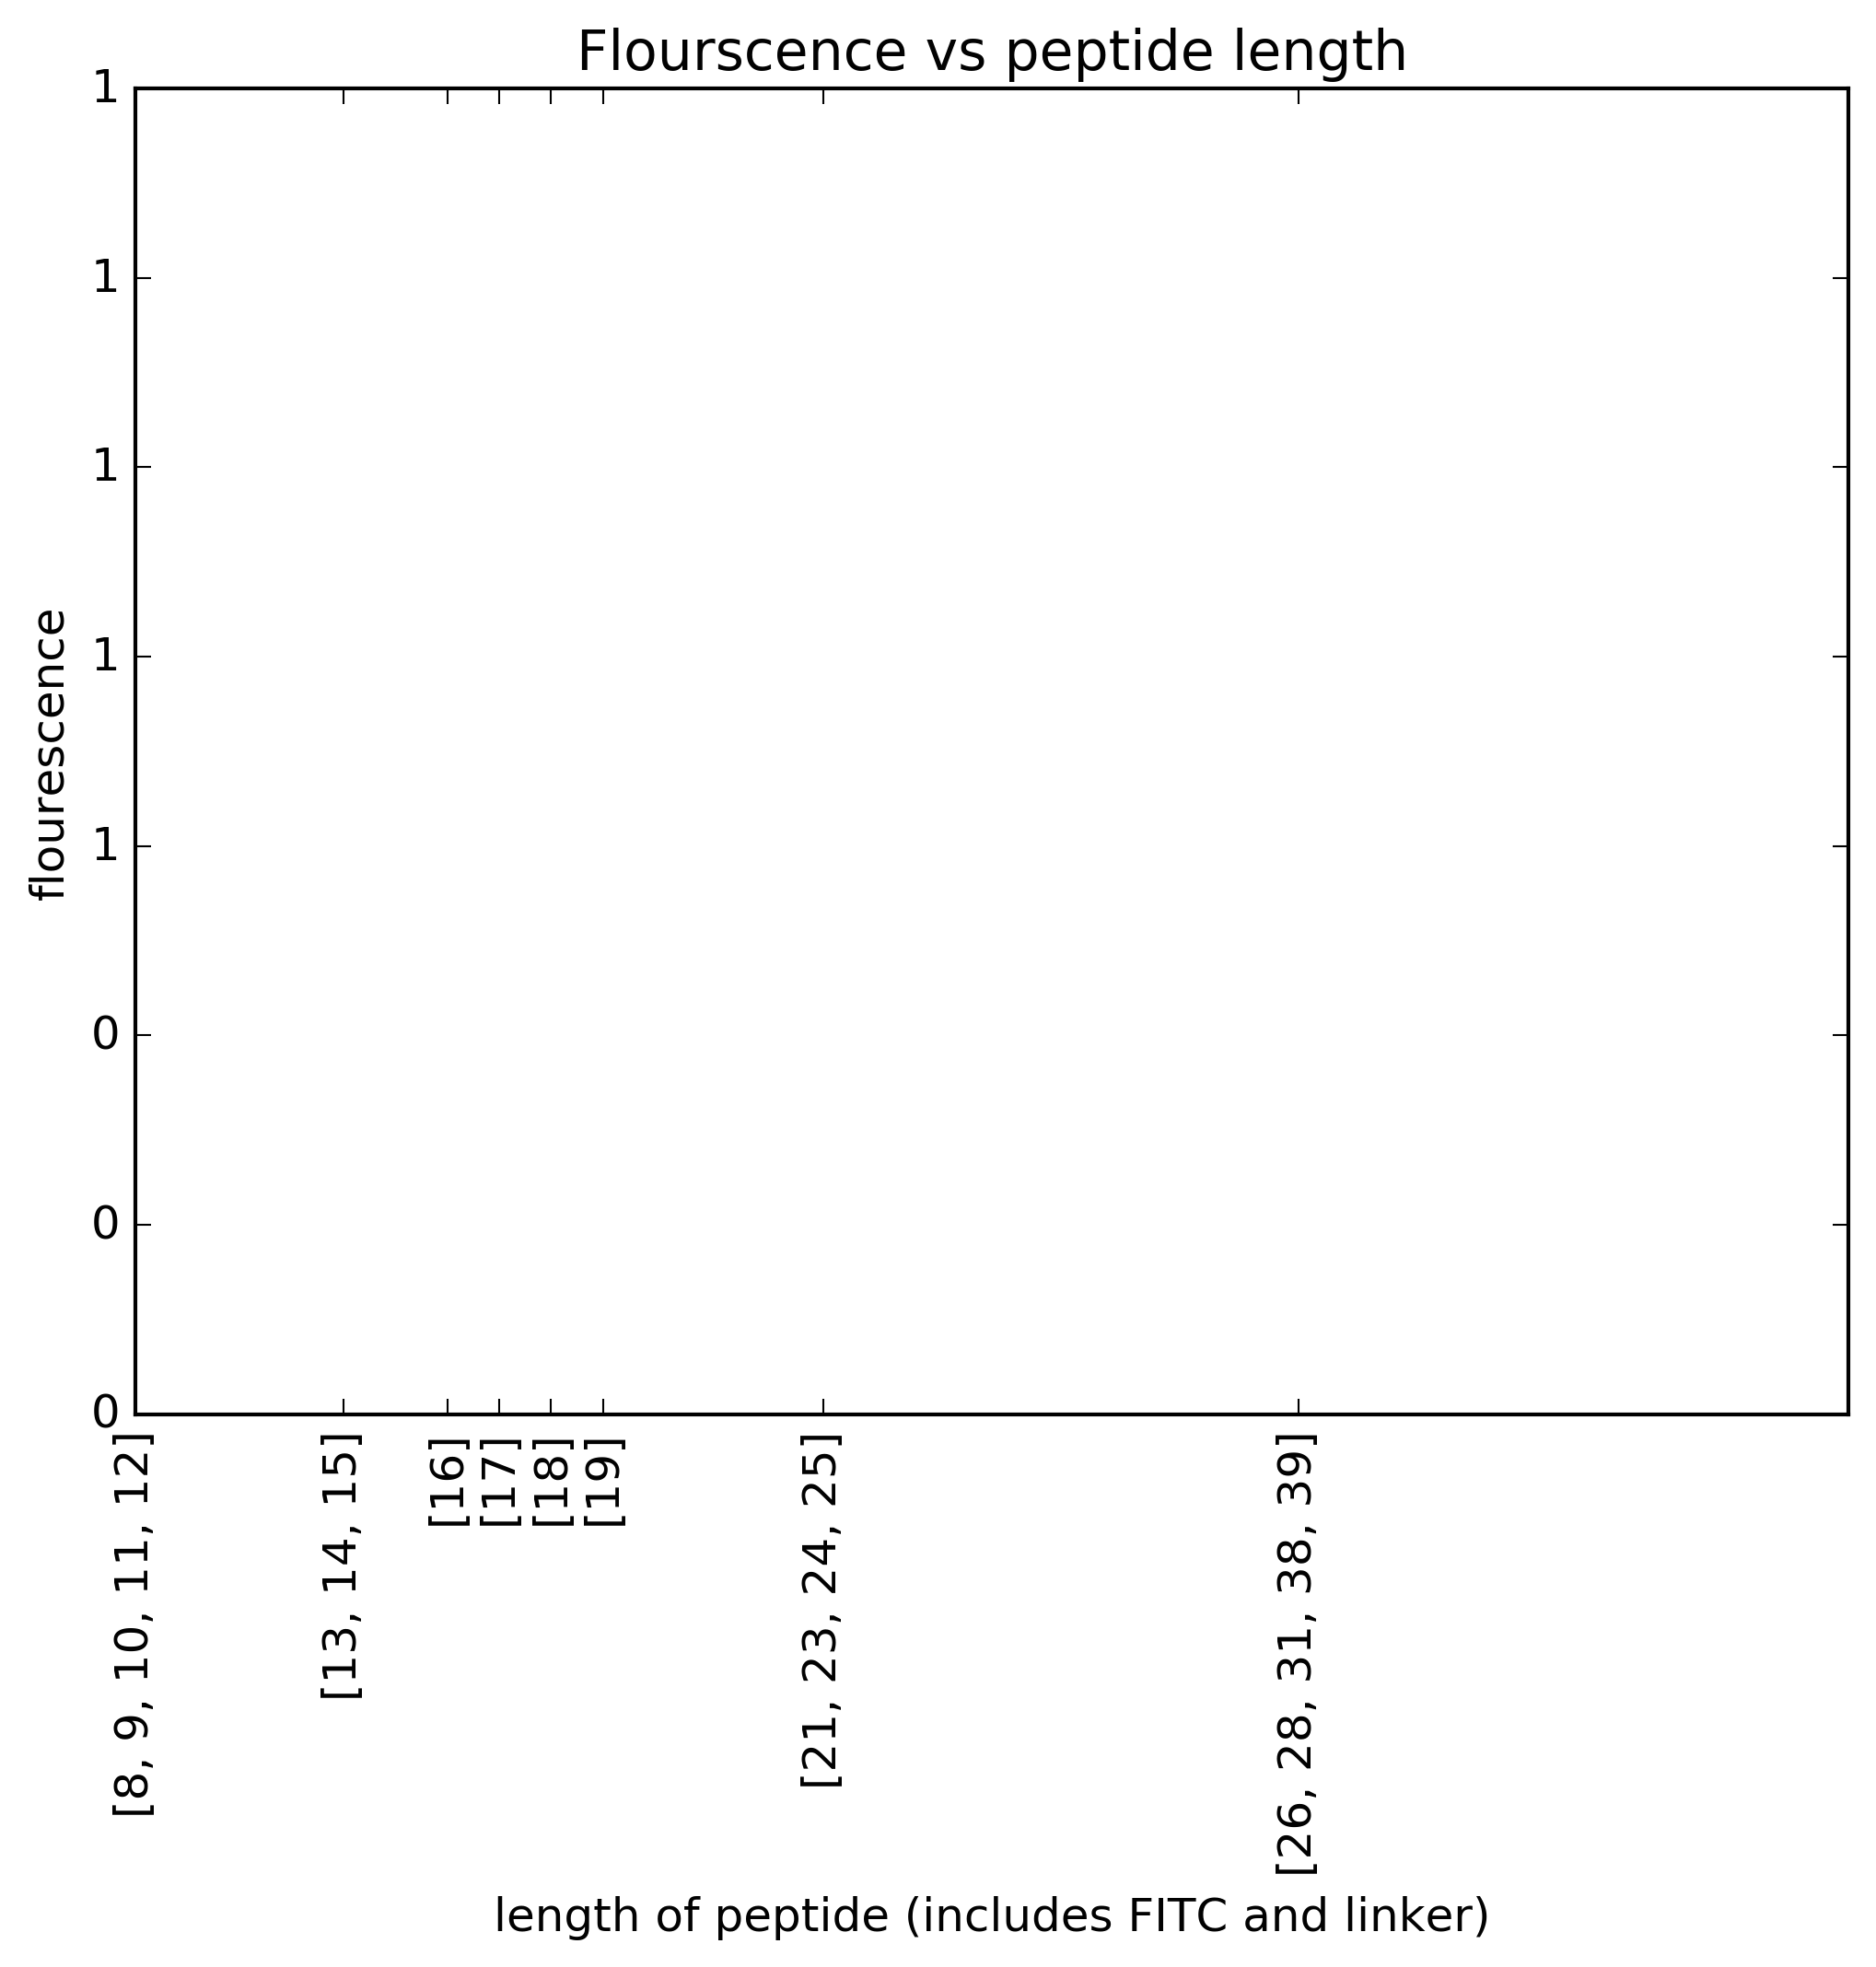 Flourscence vs peptide length
1
1
1
1
1
0
0
0
flourescence
[8, 9, 10, 11, 12]
[13, 14, 15]
[16]
[17]
[18]
[19]
[21, 23, 24, 25]
[26, 28, 31, 38, 39]
length of peptide (includes FITC and linker)